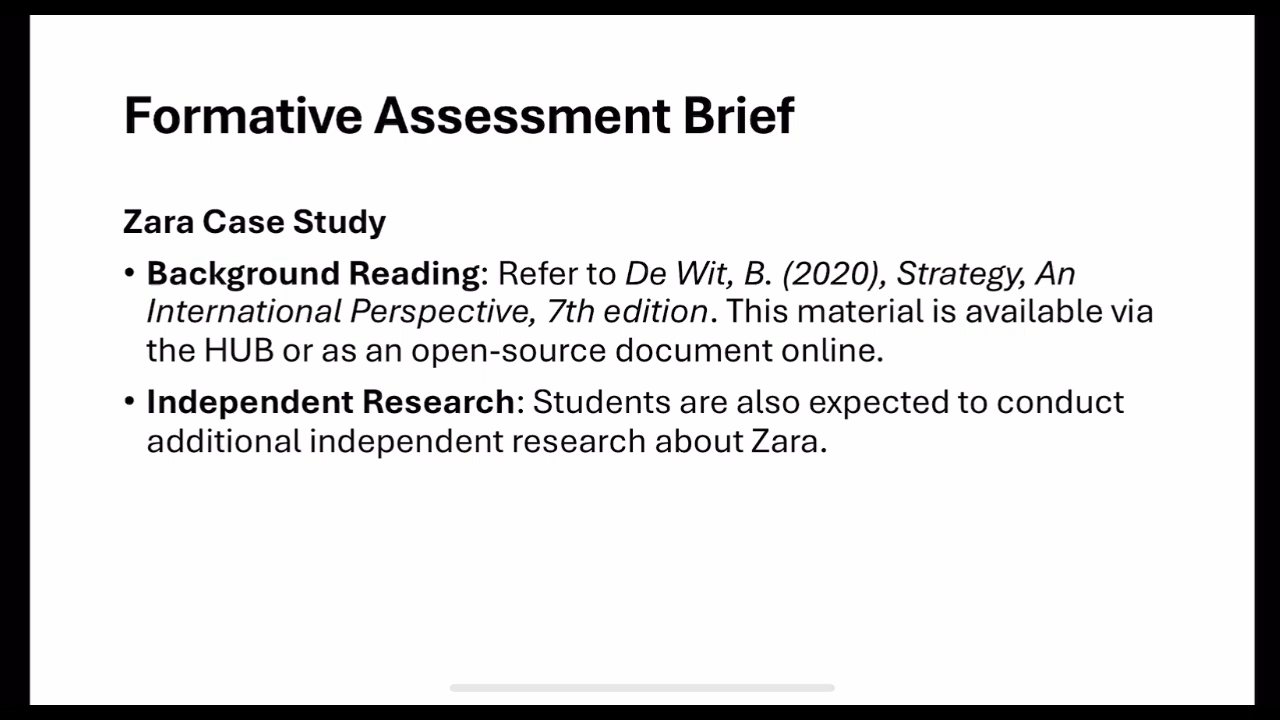 Formative Assessment Brief
Zara Case Study
• Background Reading: Refer to De Wit, B. (2020), Strategy, An
International Perspective, 7th edition. This material is available via
the HUB or as an open-source document online.
• Independent Research: Students are also expected to conduct
additional independent research about Zara.